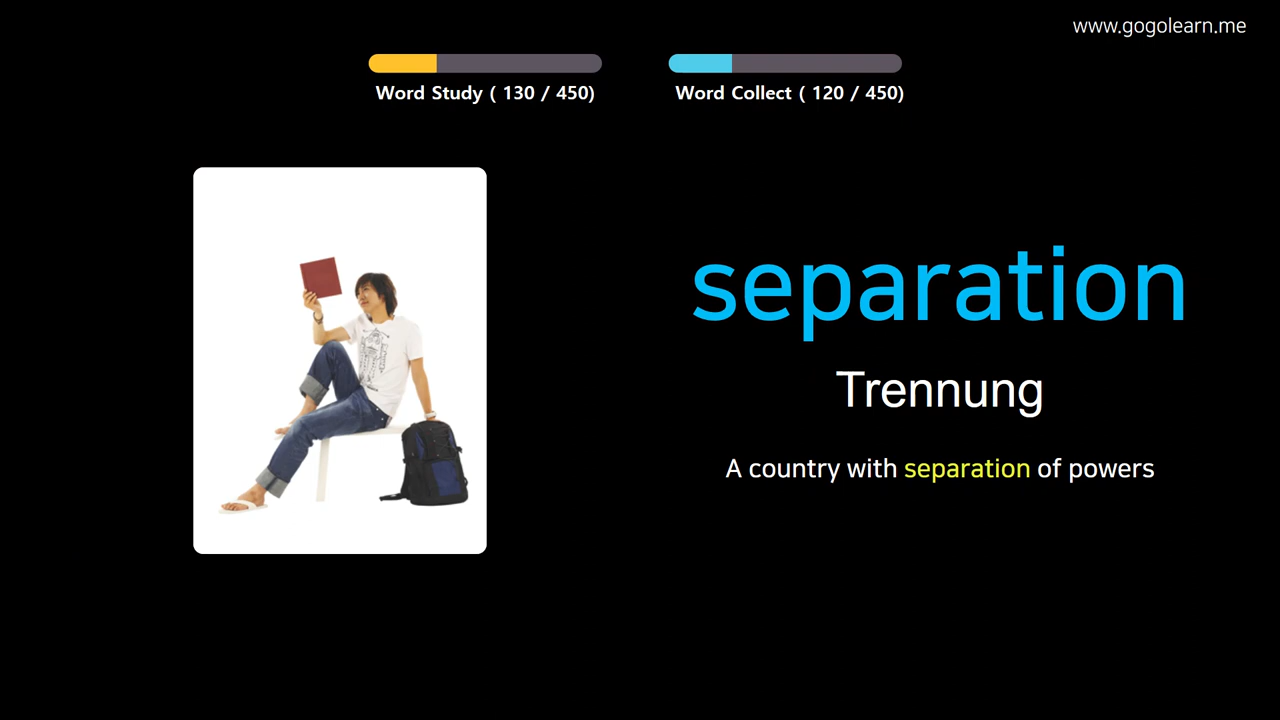 www.gogolearn.me
Word Study ( 130 / 450)
Word Collect ( 120 / 450)
separation
Trennung
A country with separation of powers